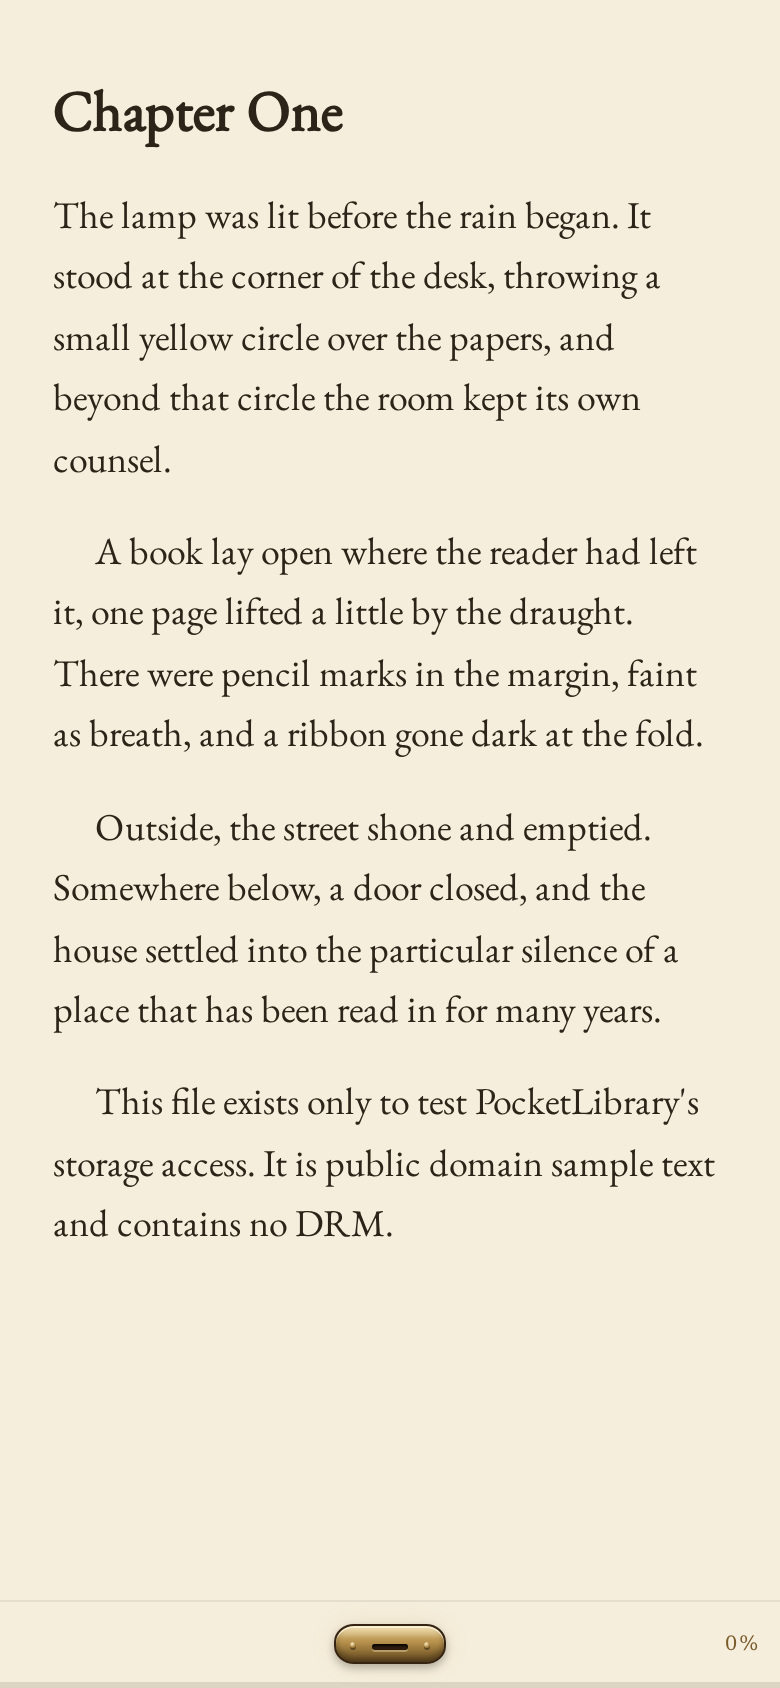 Chapter One
The lamp was lit before the rain began. It
stood at the corner of the desk, throwing a
small yellow circle over the papers, and
beyond that circle the room kept its own
counsel.
A book lay open where the reader had left
it, one page lifted a little by the draught.
There were pencil marks in the margin, faint
as breath, and a ribbon gone dark at the fold.
Outside, the street shone and emptied.
Somewhere below, a door closed, and the
house settled into the particular silence of a
place that has been read in for many years.
This file exists only to test PocketLibrary's
storage access. It is public domain sample text
and contains no DRM.
0%